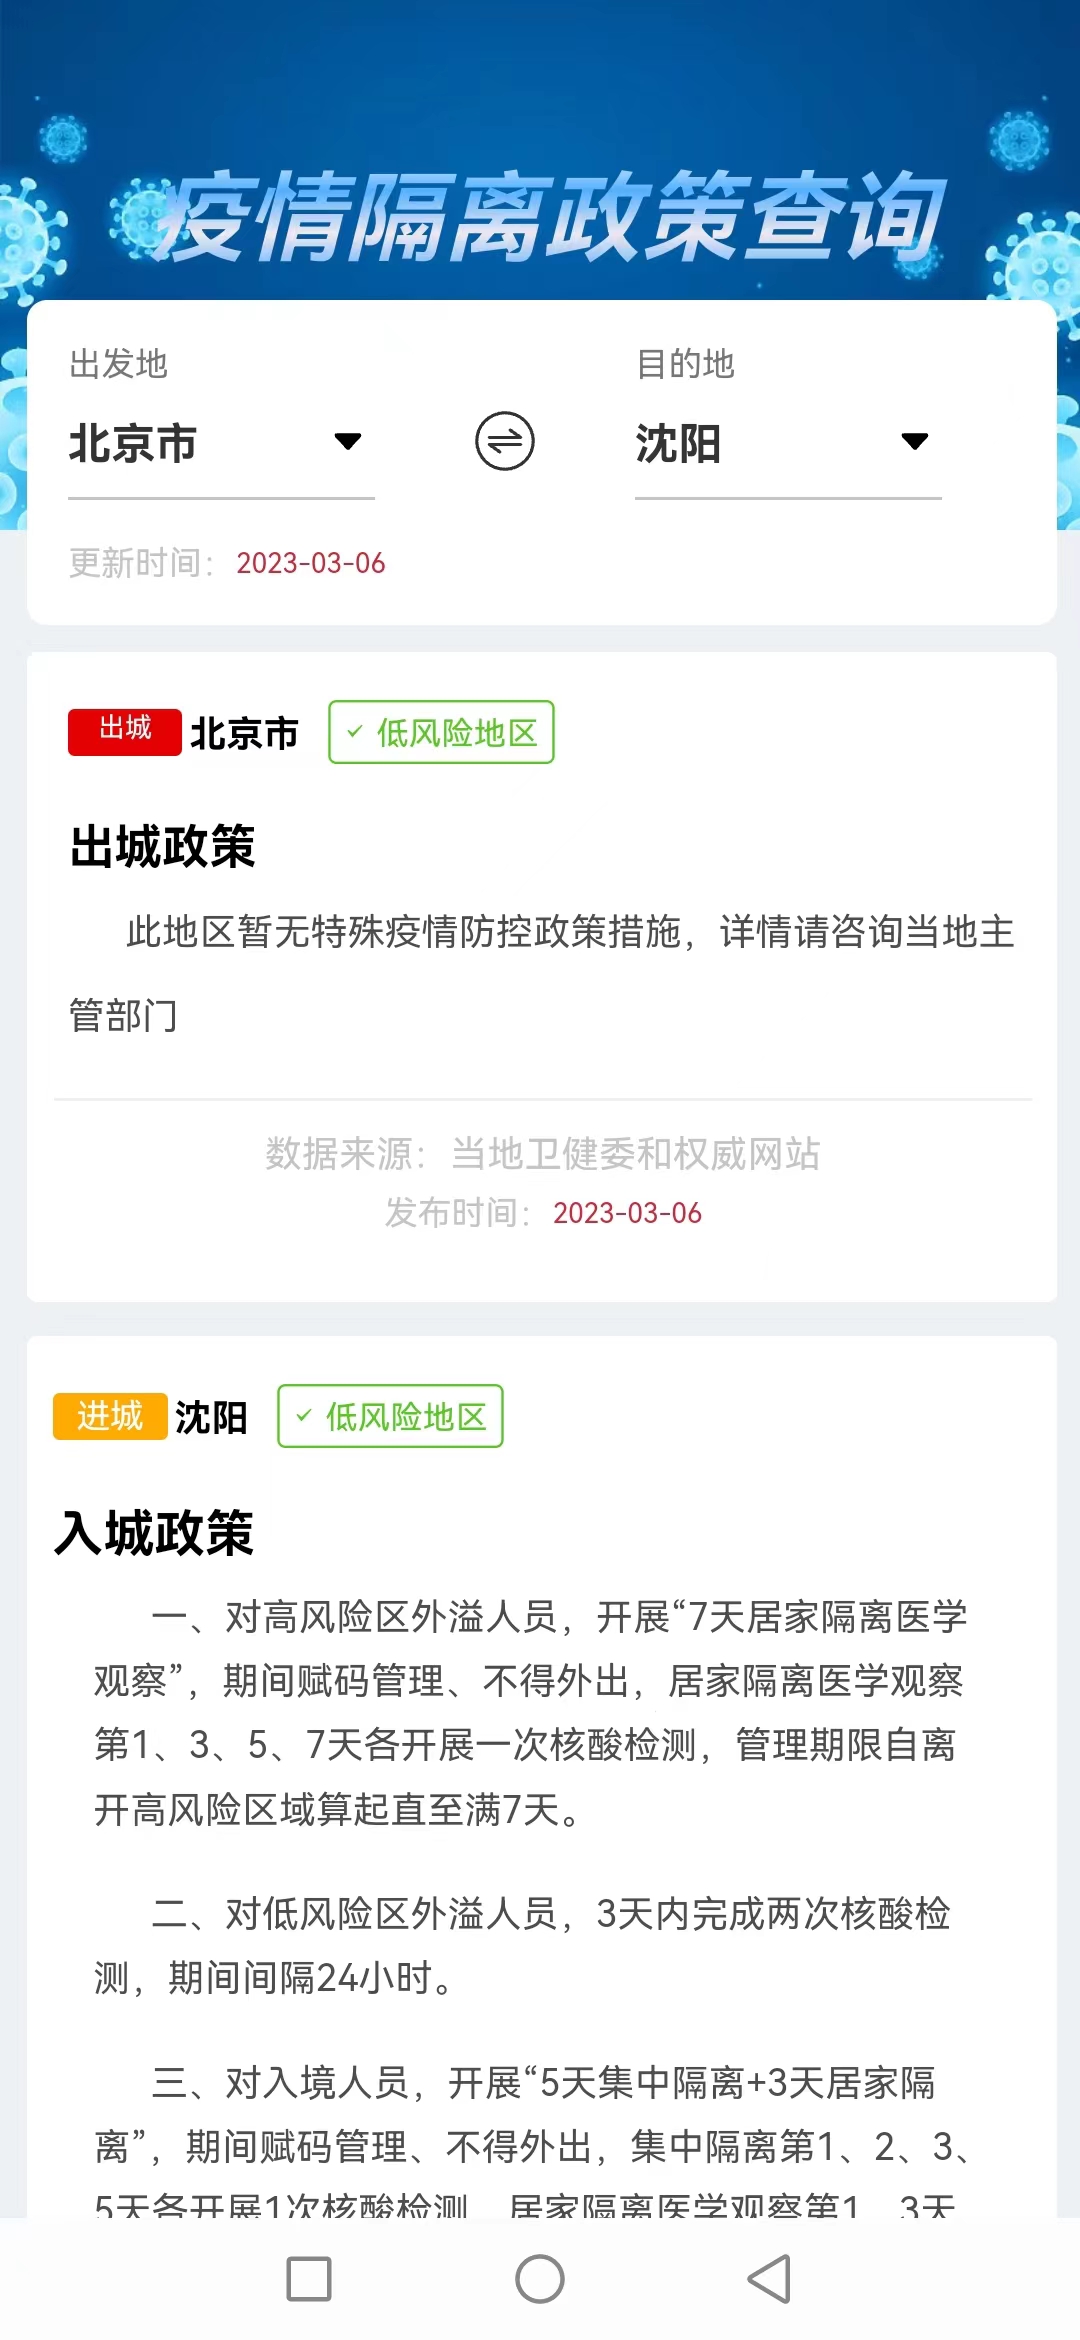 疫情隔离政策查询
出发地
目的地
北京市
沈阳
更新时间：2023-03-06
出城 北京市 低风险地区
出城政策
此地区暂无特殊疫情防控政策措施，详情请咨询当地主
管部门
数据来源：当地卫健委和权威网站
发布时间：2023-03-06
进城 沈阳 低风险地区
入城政策
一、对高风险区外溢人员，开展“7天居家隔离医学
观察”，期间赋码管理、不得外出，居家隔离医学观察
第1、3、5、7天各开展一次核酸检测，管理期限自离
开高风险区域算起直至满7天。
二、对低风险区外溢人员，3天内完成两次核酸检
测，期间间隔24小时。
三、对入境人员，开展“5天集中隔离+3天居家隔
离”，期间赋码管理、不得外出，集中隔离第1、2、3、
5天各开展1次核酸检测，居家隔离医学观察第1、3天